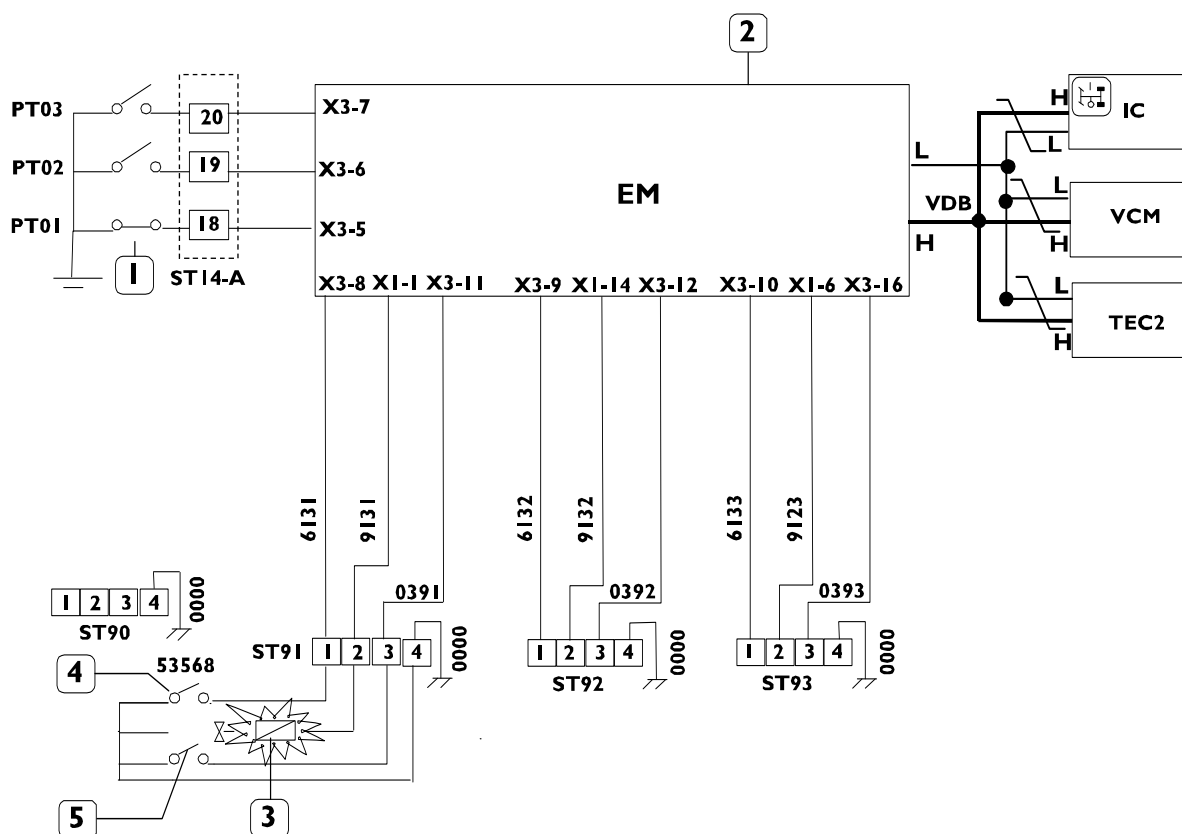 2
PT03 20 X3-7
PT02 19 X3-6
PT01 18 X3-5
1 ST14-A
EM
L
VDB
H
H IC
L
L VCM
H
L TEC2
H
X3-8 X1-1 X3-11 X3-9 X1-14 X3-12 X3-10 X1-6 X3-16
6131 9131 6132 9132 6133 9123
0391 0392 0393
1 2 3 4 0000
ST90
ST91 1 2 3 4 0000
1 2 3 4 0000
ST92
1 2 3 4 0000
ST93
4 53568
5 3